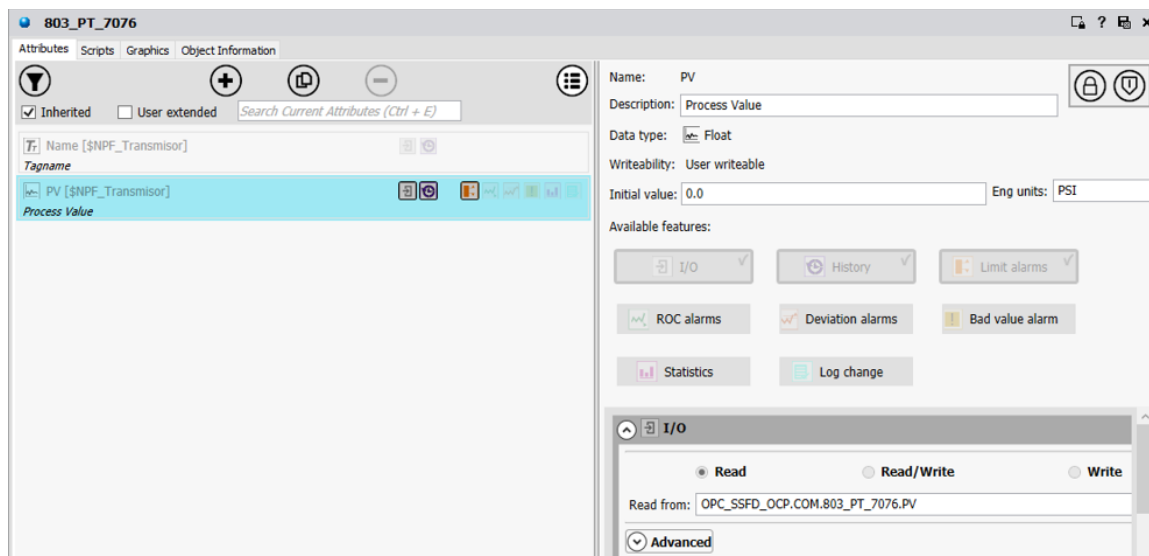 803_PT_7076
Attributes Scripts Graphics Object Information
Inherited User extended Search Current Attributes (Ctrl + E)
Name [$NPF_Transmisor]
Tagname
PV [$NPF_Transmisor]
Process Value
Name: PV
Description: Process Value
Data type: Float
Writeability: User writeable
Initial value: 0.0 Eng units: PSI
Available features:
I/O History Limit alarms
ROC alarms Deviation alarms Bad value alarm
Statistics Log change
I/O
Read Read/Write Write
Read from: OPC_SSFD_OCP.COM.803_PT_7076.PV
Advanced